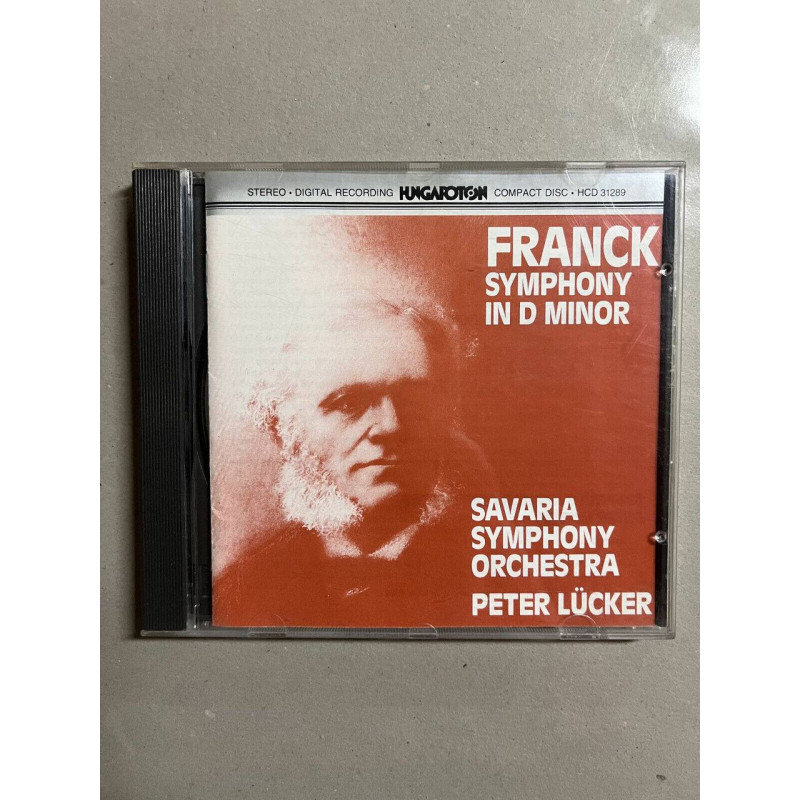 STEREO • DIGITAL RECORDING HUNGAROTON COMPACT DISC • HCD 31289
FRANCK
SYMPHONY
IN D MINOR
SAVARIA
SYMPHONY
ORCHESTRA
PETER LÜCKER